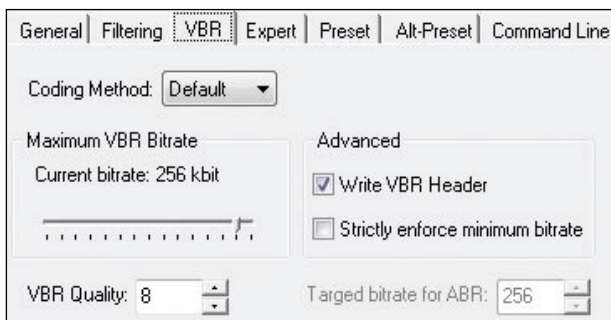 General Filtering VBR Expert Preset Alt-Preset Command Line
Coding Method: Default
Maximum VBR Bitrate
Current bitrate: 256 kbit
Advanced
Write VBR Header
Strictly enforce minimum bitrate
VBR Quality: 8
Targed bitrate for ABR: 256